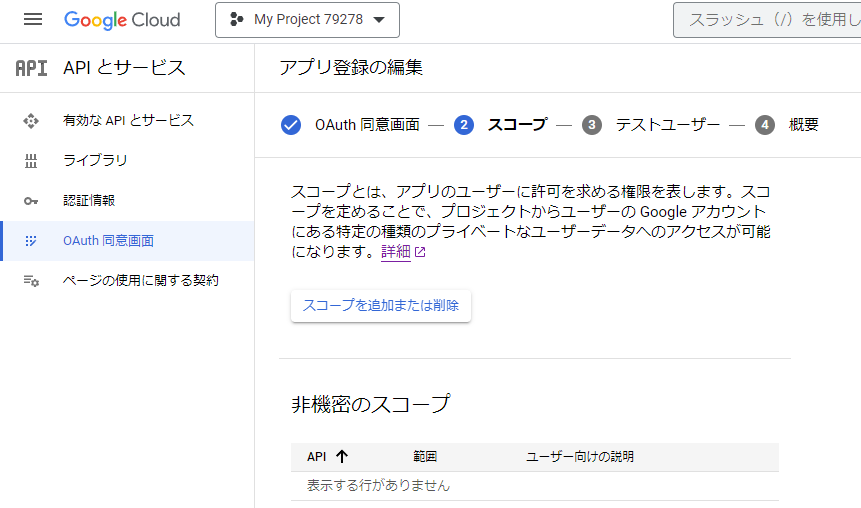 Google Cloud
My Project 79278
スラッシュ（/）を使用し
API API とサービス
アプリ登録の編集
有効な API とサービス
ライブラリ
認証情報
OAuth 同意画面
ページの使用に関する契約
OAuth 同意画面 — 2 スコープ — 3 テストユーザー — 4 概要
スコープとは、アプリのユーザーに許可を求める権限を表します。スコ
ープを定めることで、プロジェクトからユーザーの Google アカウント
にある特定の種類のプライベートなユーザーデータへのアクセスが可能
になります。詳細
スコープを追加または削除
非機密のスコープ
API 範囲 ユーザー向けの説明
表示する行がありません